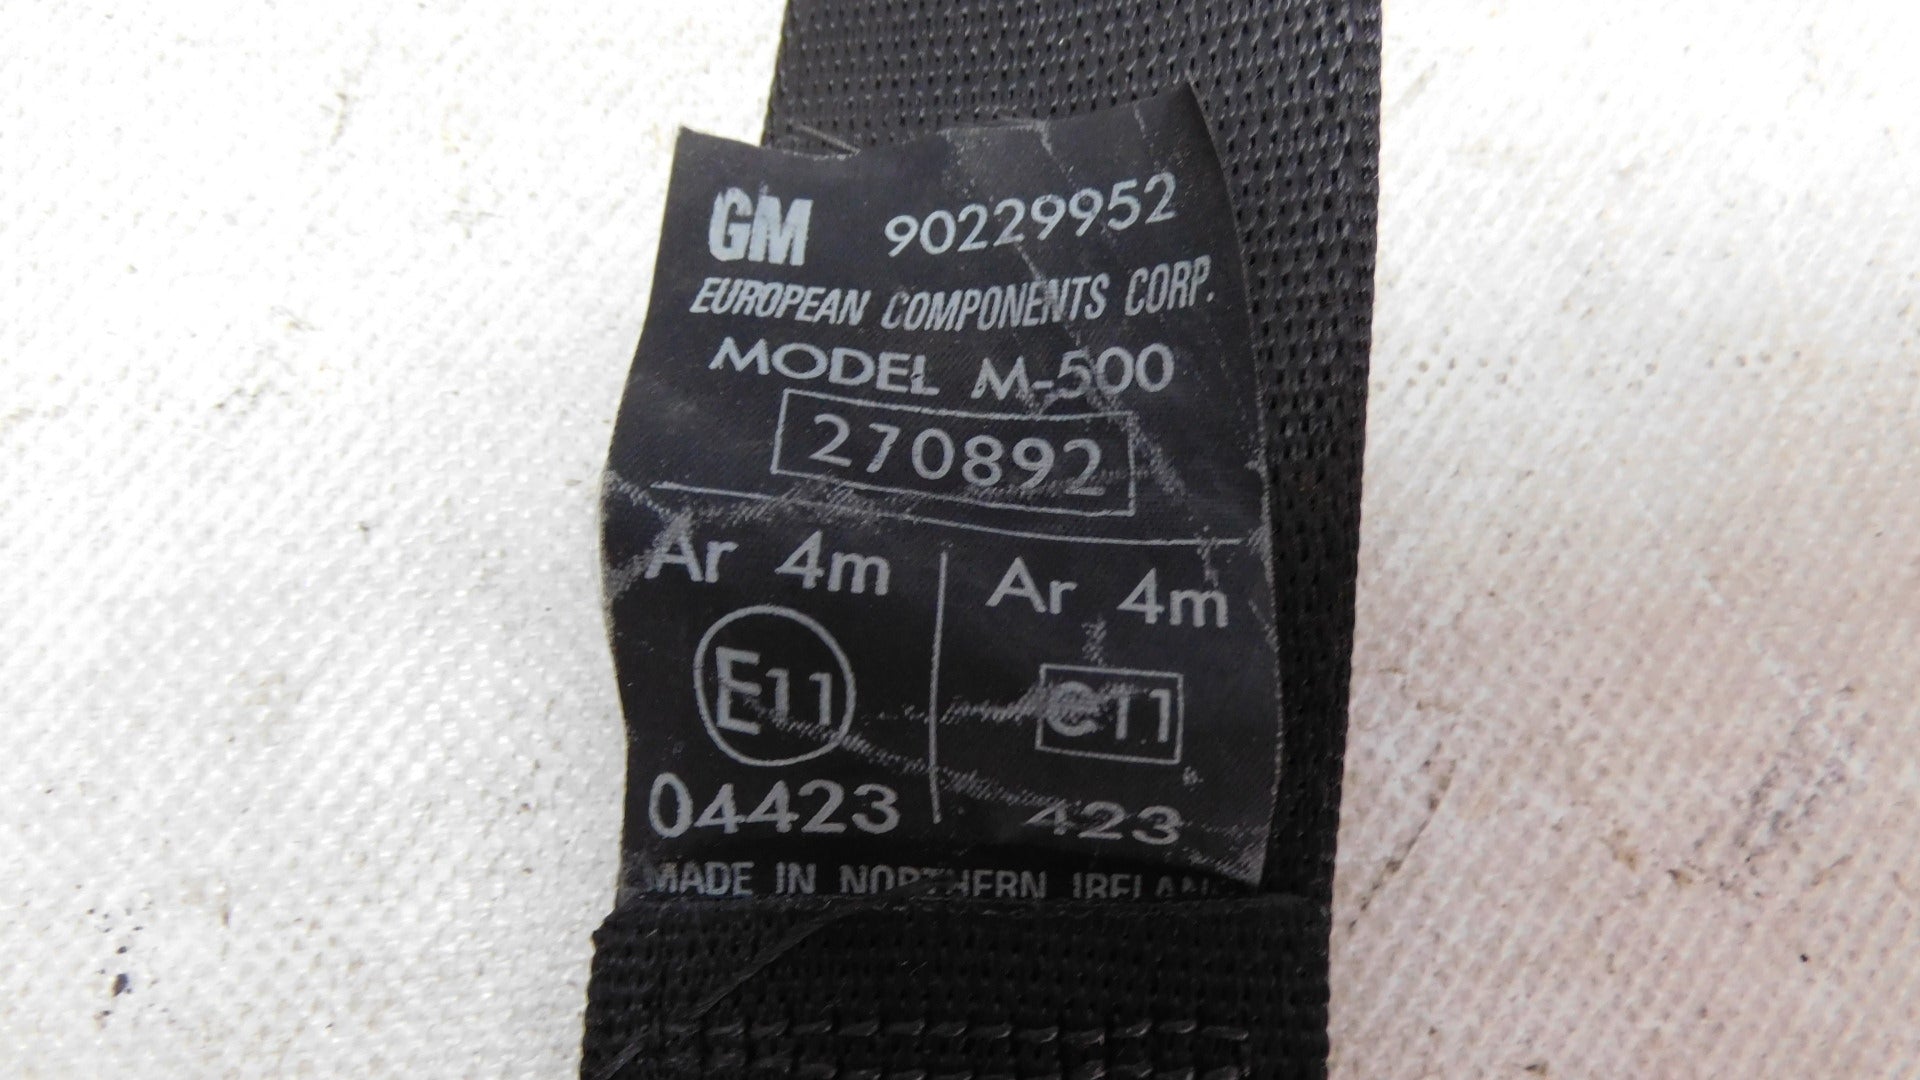 GM 90229952
EUROPEAN COMPONENTS CORP.
MODEL M-500
270892
Ar 4m Ar 4m
E11 e11
04423 423
MADE IN NORTHERN